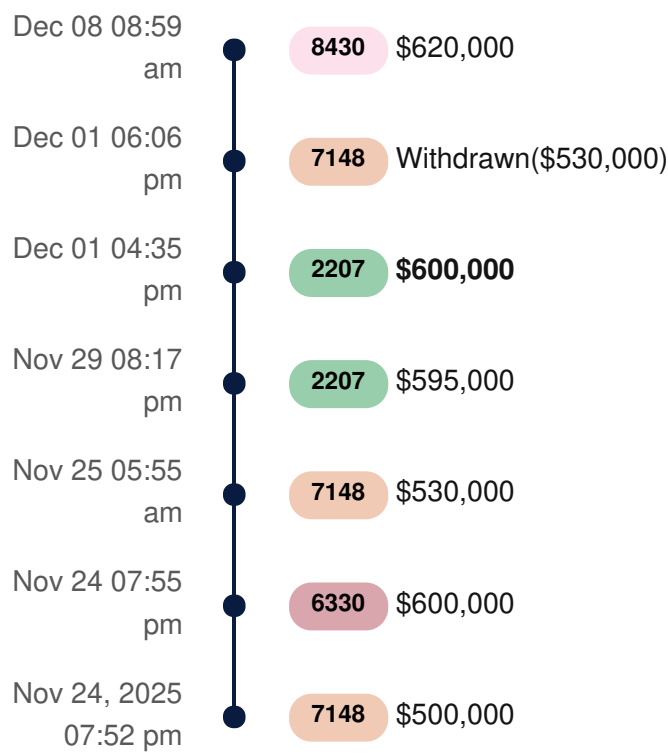 Dec 08 08:59
am
8430 $620,000
Dec 01 06:06
pm
7148 Withdrawn($530,000)
Dec 01 04:35
pm
2207 $600,000
Nov 29 08:17
pm
2207 $595,000
Nov 25 05:55
am
7148 $530,000
Nov 24 07:55
pm
6330 $600,000
Nov 24, 2025
07:52 pm
7148 $500,000